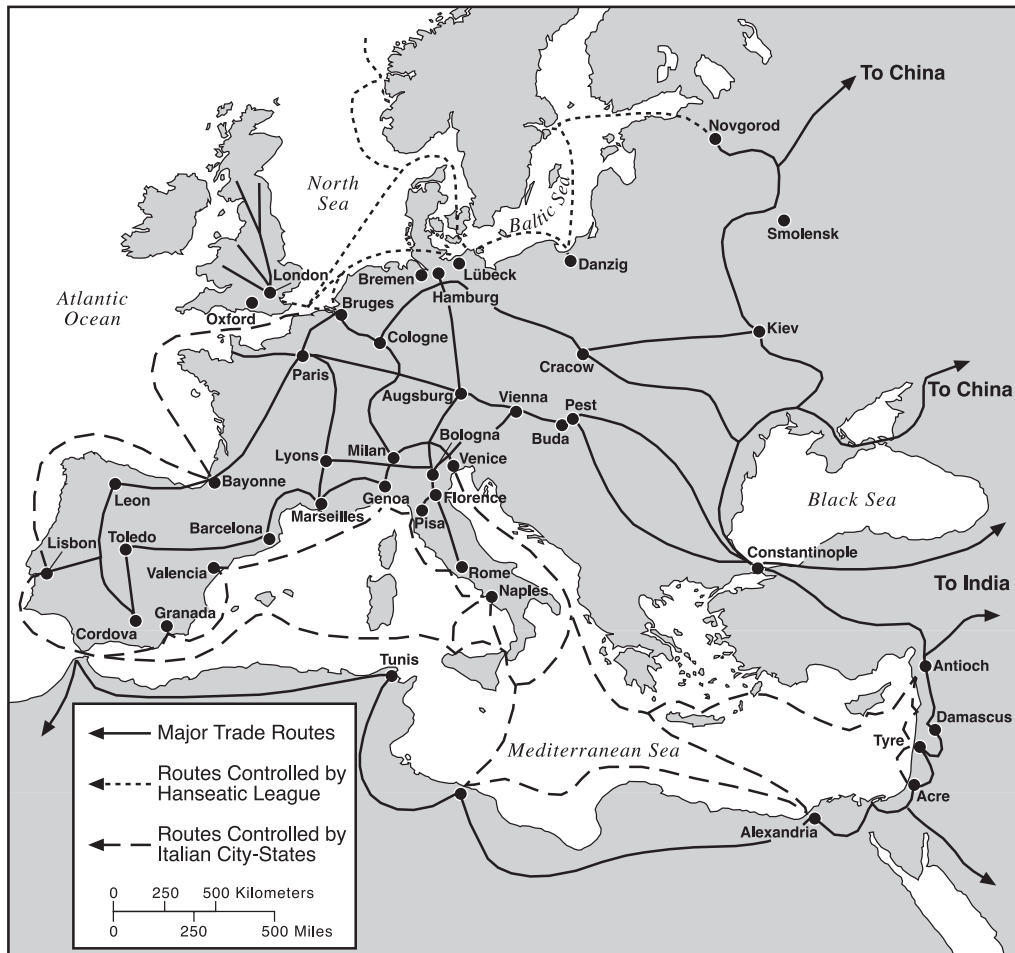 To China
Novgorod
North
Sea
Baltic Sea
Smolensk
London
Bremen
Lübeck
Danzig
Hamburg
Atlantic
Ocean
Oxford
Bruges
Cologne
Kiev
Paris
Cracow
To China
Augsburg
Vienna
Pest
Buda
Bologna
Milan
Venice
Lyons
Bayonne
Leon
Genoa
Florence
Black Sea
Marseilles
Pisa
Barcelona
Lisbon
Toledo
Constantinople
Valencia
Rome
To India
Naples
Granada
Cordova
Tunis
Antioch
Damascus
Tyre
Mediterranean Sea
Acre
Alexandria
Major Trade Routes
Routes Controlled by
Hanseatic League
Routes Controlled by
Italian City-States
0 250 500 Kilometers
0 250 500 Miles